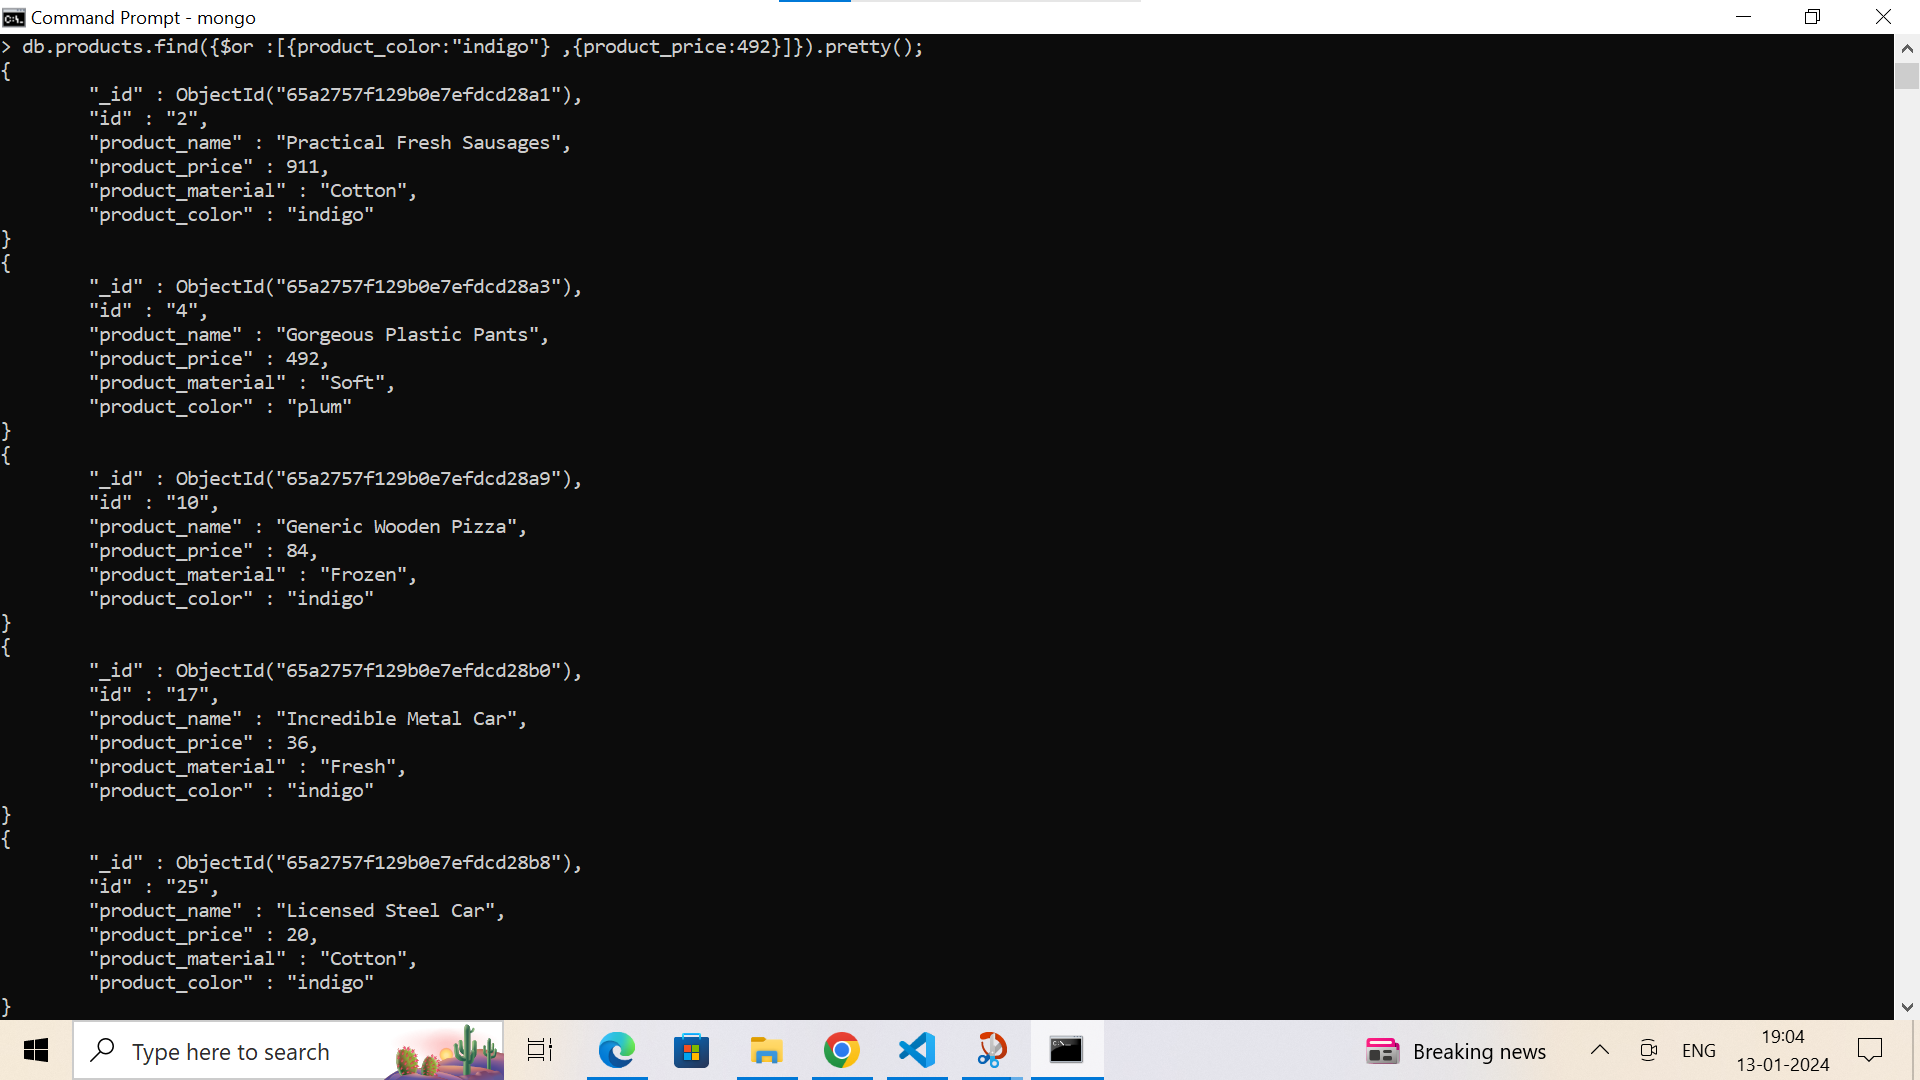 Command Prompt - mongo
> db.products.find({$or :[{product_color:"indigo"} ,{product_price:492}]}).pretty();
{
"_id" : ObjectId("65a2757f129b0e7efdcd28a1"),
"id" : "2",
"product_name" : "Practical Fresh Sausages",
"product_price" : 911,
"product_material" : "Cotton",
"product_color" : "indigo"
}
{
"_id" : ObjectId("65a2757f129b0e7efdcd28a3"),
"id" : "4",
"product_name" : "Gorgeous Plastic Pants",
"product_price" : 492,
"product_material" : "Soft",
"product_color" : "plum"
}
{
"_id" : ObjectId("65a2757f129b0e7efdcd28a9"),
"id" : "10",
"product_name" : "Generic Wooden Pizza",
"product_price" : 84,
"product_material" : "Frozen",
"product_color" : "indigo"
}
{
"_id" : ObjectId("65a2757f129b0e7efdcd28b0"),
"id" : "17",
"product_name" : "Incredible Metal Car",
"product_price" : 36,
"product_material" : "Fresh",
"product_color" : "indigo"
}
{
"_id" : ObjectId("65a2757f129b0e7efdcd28b8"),
"id" : "25",
"product_name" : "Licensed Steel Car",
"product_price" : 20,
"product_material" : "Cotton",
"product_color" : "indigo"
}
Type here to search
Breaking news
ENG
19:04
13-01-2024